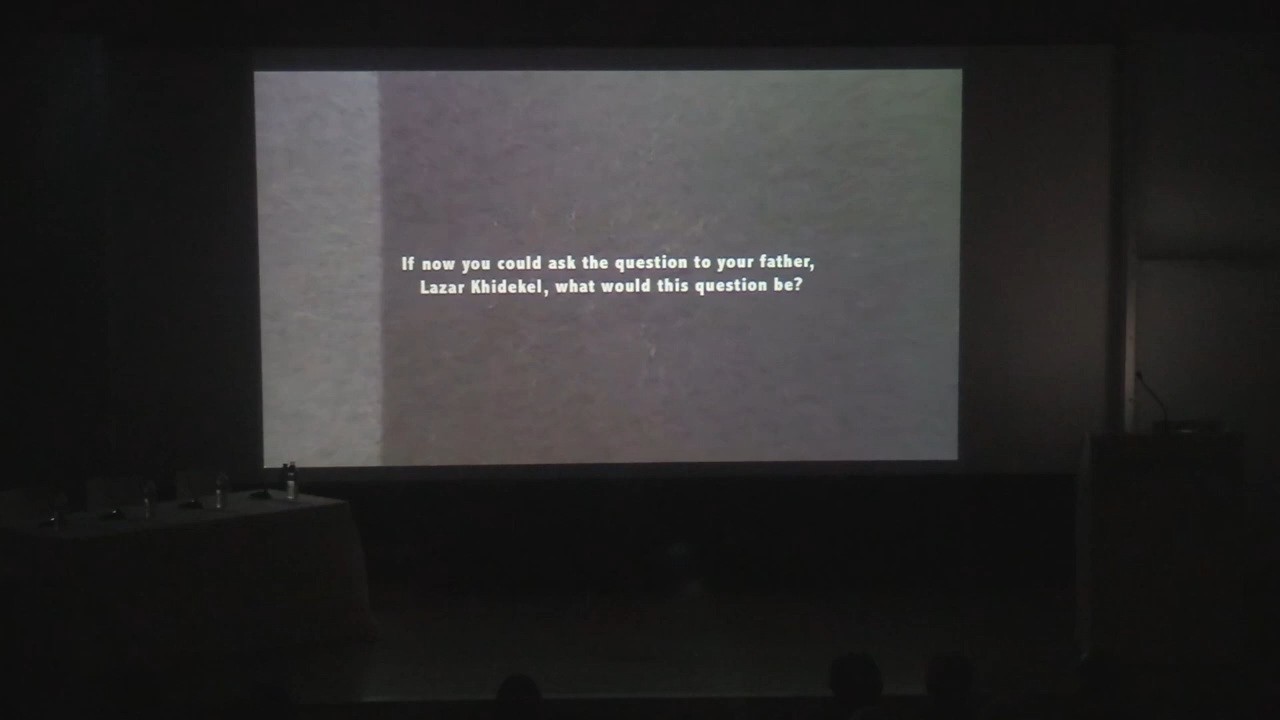 If now you could ask the question to your father,
Lazar Khidekel, what would this question be?